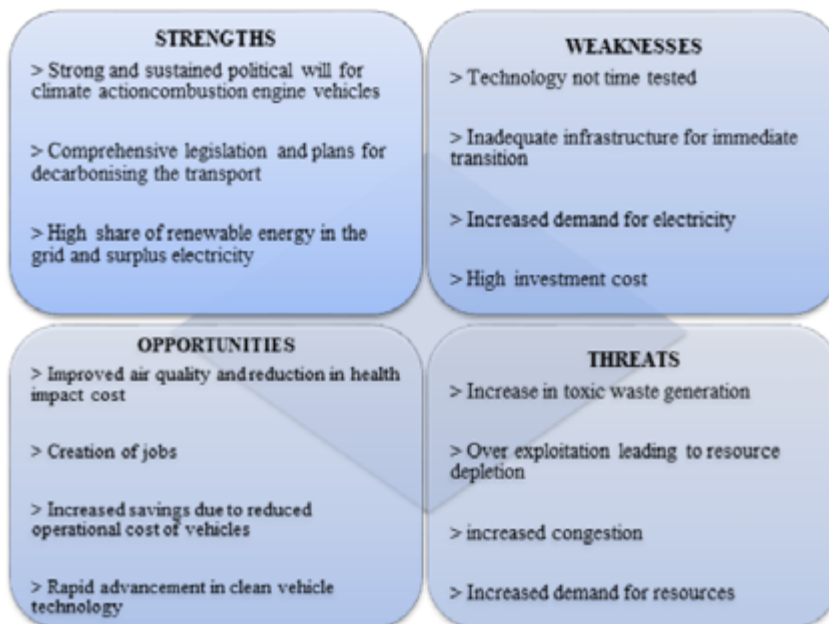 STRENGTHS
> Strong and sustained political will for
climate actioncombustion engine vehicles
> Comprehensive legislation and plans for
decarbonising the transport
> High share of renewable energy in the
grid and surplus electricity
WEAKNESSES
> Technology not time tested
> Inadequate infrastructure for immediate
transition
> Increased demand for electricity
> High investment cost
OPPORTUNITIES
> Improved air quality and reduction in health
impact cost
> Creation of jobs
> Increased savings due to reduced
operational cost of vehicles
> Rapid advancement in clean vehicle
technology
THREATS
> Increase in toxic waste generation
> Over exploitation leading to resource
depletion
> increased congestion
> Increased demand for resources